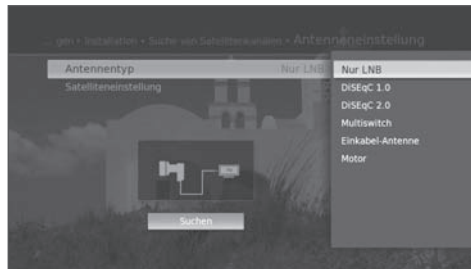 ... gen • Installation • Suche von Satellitenkanälen • Antenneneinstellung
Antennentyp
Nur LNB
Satelliteneinstellung
Suchen
Nur LNB
DiSEqC 1.0
DiSEqC 2.0
Multiswitch
Einkabel-Antenne
Motor